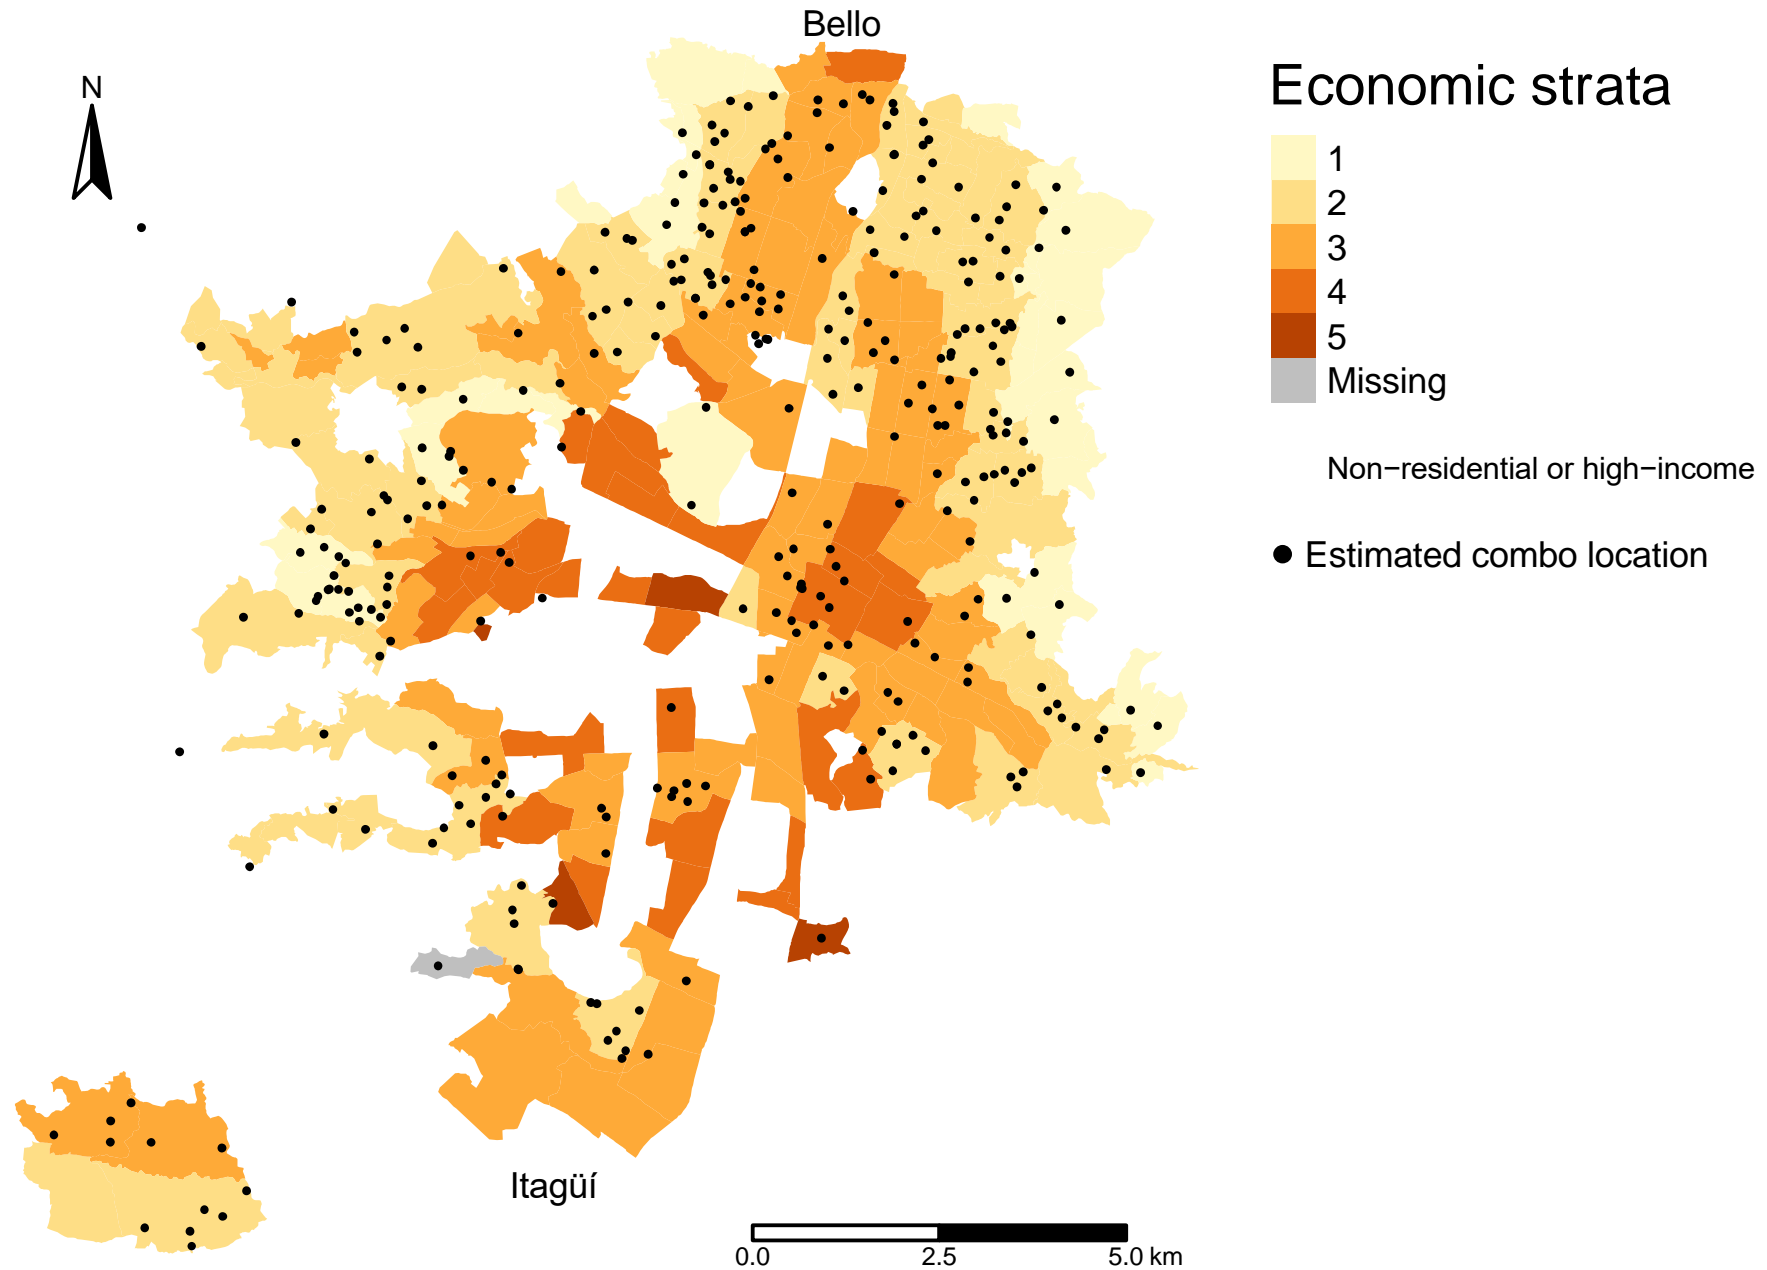 Bello
N
Economic strata
1
2
3
4
5
Missing
Non−residential or high−income
Estimated combo location
Itagüí
0.0 2.5 5.0 km